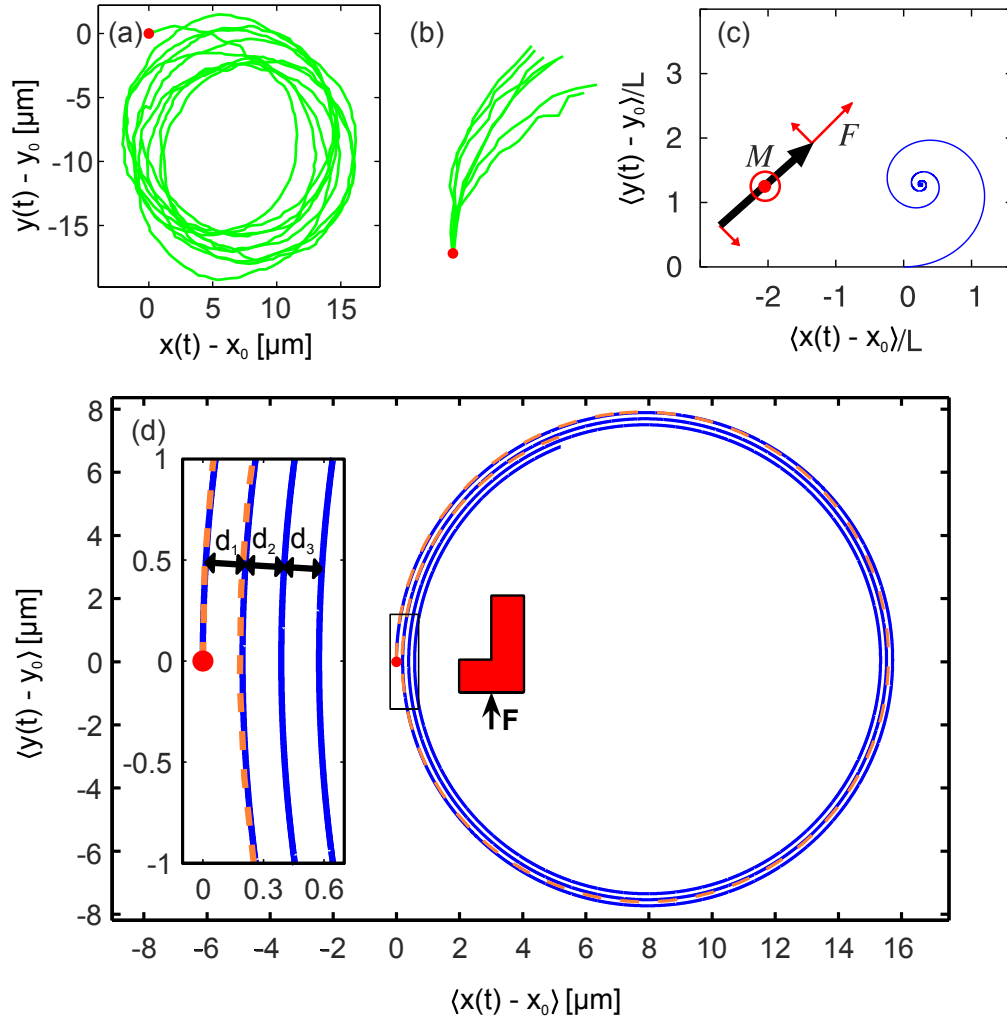 (a)
y(t) - y₀ [µm]
0
-5
-10
-15
0
5
10
15
x(t) - x₀ [µm]
(b)
(c)
⟨y(t) - y₀⟩/L
3
2
1
0
M
F
-2
-1
0
1
⟨x(t) - x₀⟩/L
(d)
⟨y(t) - y₀⟩ [µm]
8
6
4
2
0
-2
-4
-6
-8
1
0.5
0
-0.5
-1
d₁
d₂
d₃
0
0.3
0.6
F
-8
-6
-4
-2
0
2
4
6
8
10
12
14
16
⟨x(t) - x₀⟩ [µm]